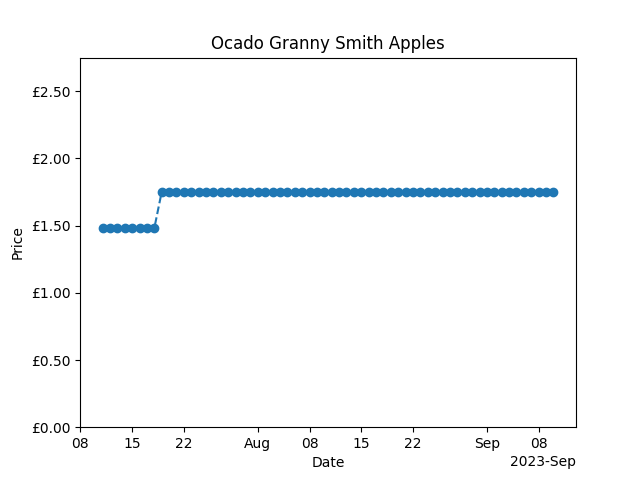 Ocado Granny Smith Apples
£2.50
£2.00
£1.50
£1.00
£0.50
£0.00
Price
08 15 22 Aug 08 15 22 Sep 08
Date
2023-Sep